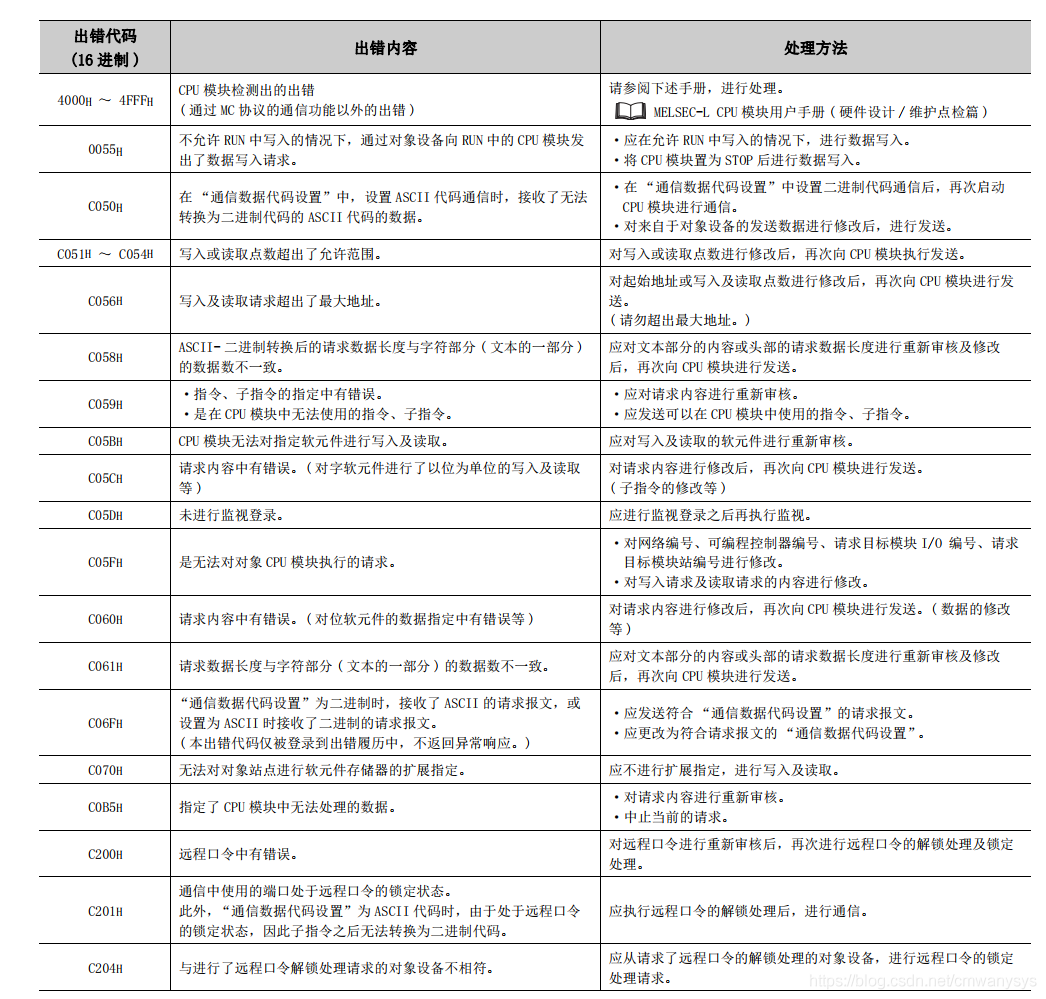 出错代码
(16 进制)
出错内容
处理方法
4000H ～ 4FFFH
CPU 模块检测出的出错
(通过 MC 协议的通信功能以外的出错)
请参阅下述手册，进行处理。
MELSEC-L CPU 模块用户手册(硬件设计/维护点检篇)
0055H
不允许 RUN 中写入的情况下，通过对象设备向 RUN 中的 CPU 模块发
出了数据写入请求。
·应在允许 RUN 中写入的情况下，进行数据写入。
·将 CPU 模块置为 STOP 后进行数据写入。
C050H
在“通信数据代码设置”中，设置 ASCII 代码通信时，接收了无法
转换为二进制代码的 ASCII 代码的数据。
·在“通信数据代码设置”中设置二进制代码通信后，再次启动
CPU 模块进行通信。
·对来自于对象设备的发送数据进行修改后，进行发送。
C051H ～ C054H
写入或读取点数超出了允许范围。
对写入或读取点数进行修改后，再次向 CPU 模块执行发送。
C056H
写入及读取请求超出了最大地址。
对起始地址或写入及读取点数进行修改后，再次向 CPU 模块进行发
送。
(请勿超出最大地址。)
C058H
ASCII-二进制转换后的请求数据长度与字符部分(文本的一部分)
的数据数不一致。
应对文本部分的内容或头部的请求数据长度进行重新审核及修改
后，再次向 CPU 模块进行发送。
C059H
·指令、子指令的指定中有错误。
·是在 CPU 模块中无法使用的指令、子指令。
·应对请求内容进行重新审核。
·应发送可以在 CPU 模块中使用的指令、子指令。
C05BH
CPU 模块无法对指定软元件进行写入及读取。
应对写入及读取的软元件进行重新审核。
C05CH
请求内容中有错误。(对字软元件进行了以位为单位的写入及读取
等)
对请求内容进行修改后，再次向 CPU 模块进行发送。
(子指令的修改等)
C05DH
未进行监视登录。
应进行监视登录之后再执行监视。
C05FH
是无法对对象 CPU 模块执行的请求。
·对网络编号、可编程控制器编号、请求目标模块 I/O 编号、请求
目标模块站编号进行修改。
·对写入请求及读取请求的内容进行修改。
C060H
请求内容中有错误。(对位软元件的数据指定中有错误等)
对请求内容进行修改后，再次向 CPU 模块进行发送。(数据的修改
等)
C061H
请求数据长度与字符部分(文本的一部分)的数据数不一致。
应对文本部分的内容或头部的请求数据长度进行重新审核及修改
后，再次向 CPU 模块进行发送。
C06FH
“通信数据代码设置”为二进制时，接收了 ASCII 的请求报文，或
设置为 ASCII 时接收了二进制的请求报文。
(本出错代码仅被登录到出错履历中，不返回异常响应。)
·应发送符合“通信数据代码设置”的请求报文。
·应更改为符合请求报文的“通信数据代码设置”。
C070H
无法对对象站点进行软元件存储器的扩展指定。
应不进行扩展指定，进行写入及读取。
C0B5H
指定了 CPU 模块中无法处理的数据。
·对请求内容进行重新审核。
·中止当前的请求。
C200H
远程口令中有错误。
对远程口令进行重新审核后，再次进行远程口令的解锁处理及锁定
处理。
C201H
通信中使用的端口处于远程口令的锁定状态。
此外，“通信数据代码设置”为 ASCII 代码时，由于处于远程口令
的锁定状态，因此子指令之后无法转换为二进制代码。
应执行远程口令的解锁处理后，进行通信。
C204H
与进行了远程口令解锁处理请求的对象设备不相符。
应从请求了远程口令的解锁处理的对象设备，进行远程口令的锁定
处理请求。
https://blog.csdn.net/cmwanysys